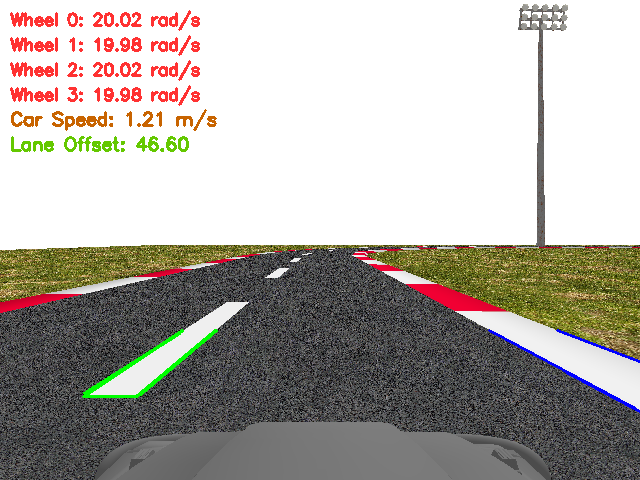 Wheel 0: 20.02 rad/s
Wheel 1: 19.98 rad/s
Wheel 2: 20.02 rad/s
Wheel 3: 19.98 rad/s
Car Speed: 1.21 m/s
Lane Offset: 46.60